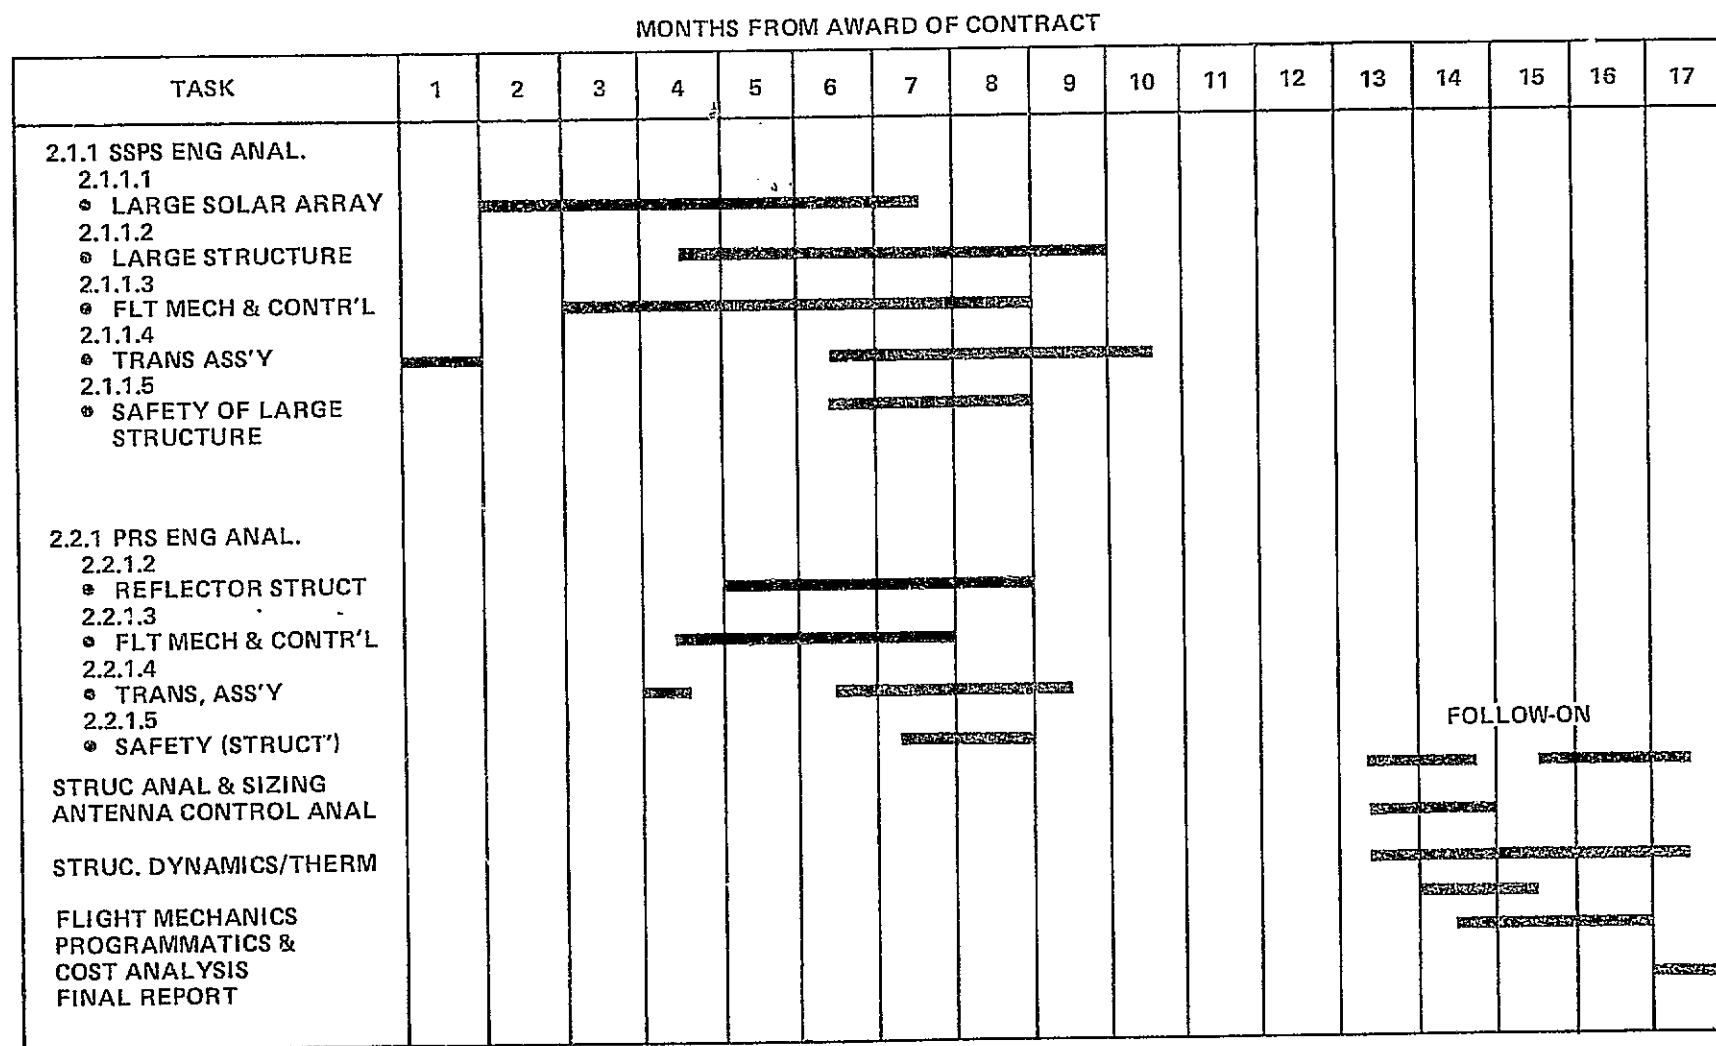 MONTHS FROM AWARD OF CONTRACT
TASK 1 2 3 4 5 6 7 8 9 10 11 12 13 14 15 16 17
2.1.1 SSPS ENG ANAL.
2.1.1.1
• LARGE SOLAR ARRAY
2.1.1.2
• LARGE STRUCTURE
2.1.1.3
• FLT MECH & CONTR'L
2.1.1.4
• TRANS ASS'Y
2.1.1.5
• SAFETY OF LARGE
STRUCTURE
2.2.1 PRS ENG ANAL.
2.2.1.2
• REFLECTOR STRUCT
2.2.1.3
• FLT MECH & CONTR'L
2.2.1.4
• TRANS, ASS'Y
2.2.1.5
FOLLOW-ON
• SAFETY (STRUCT')
STRUC ANAL & SIZING
ANTENNA CONTROL ANAL
STRUC. DYNAMICS/THERM
FLIGHT MECHANICS
PROGRAMMATICS &
COST ANALYSIS
FINAL REPORT